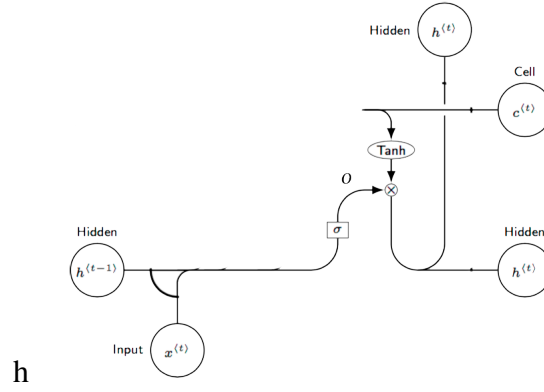 Hidden
h⟨t⟩
Cell
c⟨t⟩
Tanh
O
σ
Hidden
h⟨t−1⟩
Hidden
h⟨t⟩
Input
x⟨t⟩
h